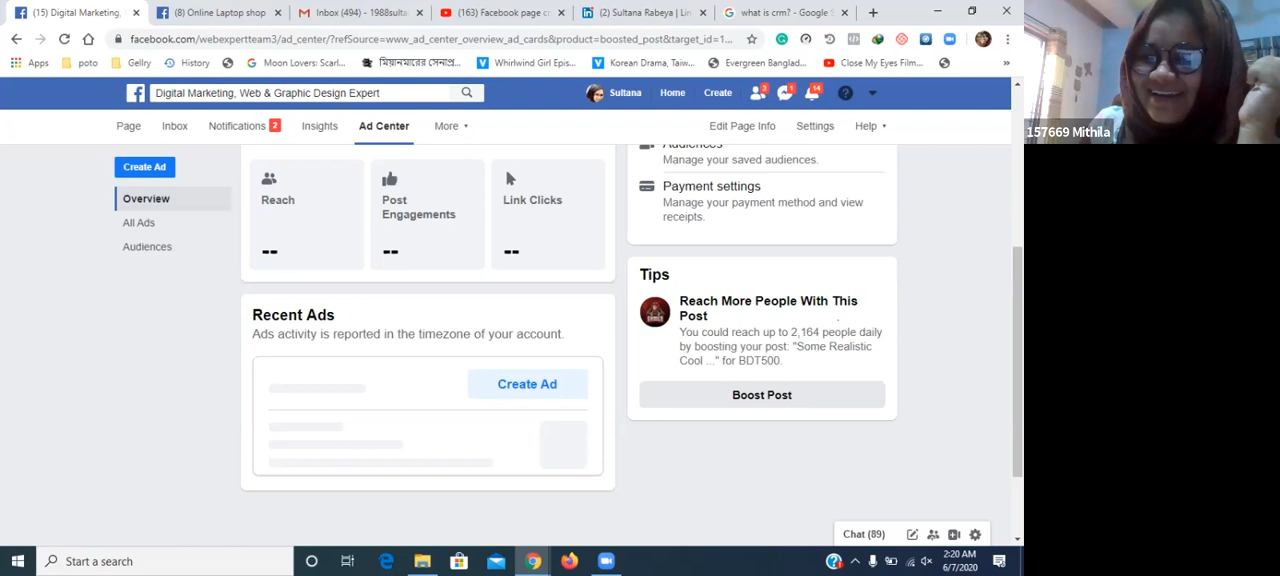 (15) Digital Marketing,
(8) Online Laptop shop
Inbox (494) - 1988sulta
(163) Facebook page c
(2) Sultana Rabeya | Li
what is crm? - Google S
facebook.com/webexpertteam3/ad_center/?refSource=www_ad_center_overview_ad_cards&product=boosted_post&target_id=1...
Apps
poto
Gellry
History
Moon Lovers: Scarl...
মিয়ানমারের সেনাপ্র...
Whirlwind Girl Epis...
Korean Drama, Taiw...
Evergreen Banglad...
Close My Eyes Film...
»
Digital Marketing, Web & Graphic Design Expert
Sultana
Home
Create
3
1
14
Page
Inbox
Notifications 2
Insights
Ad Center
More
Edit Page Info
Settings
Help
Create Ad
Overview
All Ads
Audiences
Reach
--
Post
Engagements
--
Link Clicks
--
Recent Ads
Ads activity is reported in the timezone of your account.
Create Ad
Audiences
Manage your saved audiences.
Payment settings
Manage your payment method and view
receipts.
Tips
Reach More People With This
Post
You could reach up to 2,164 people daily
by boosting your post: "Some Realistic
Cool ..." for BDT500.
Boost Post
Chat (89)
Start a search
2:20 AM
6/7/2020
157669 Mithila